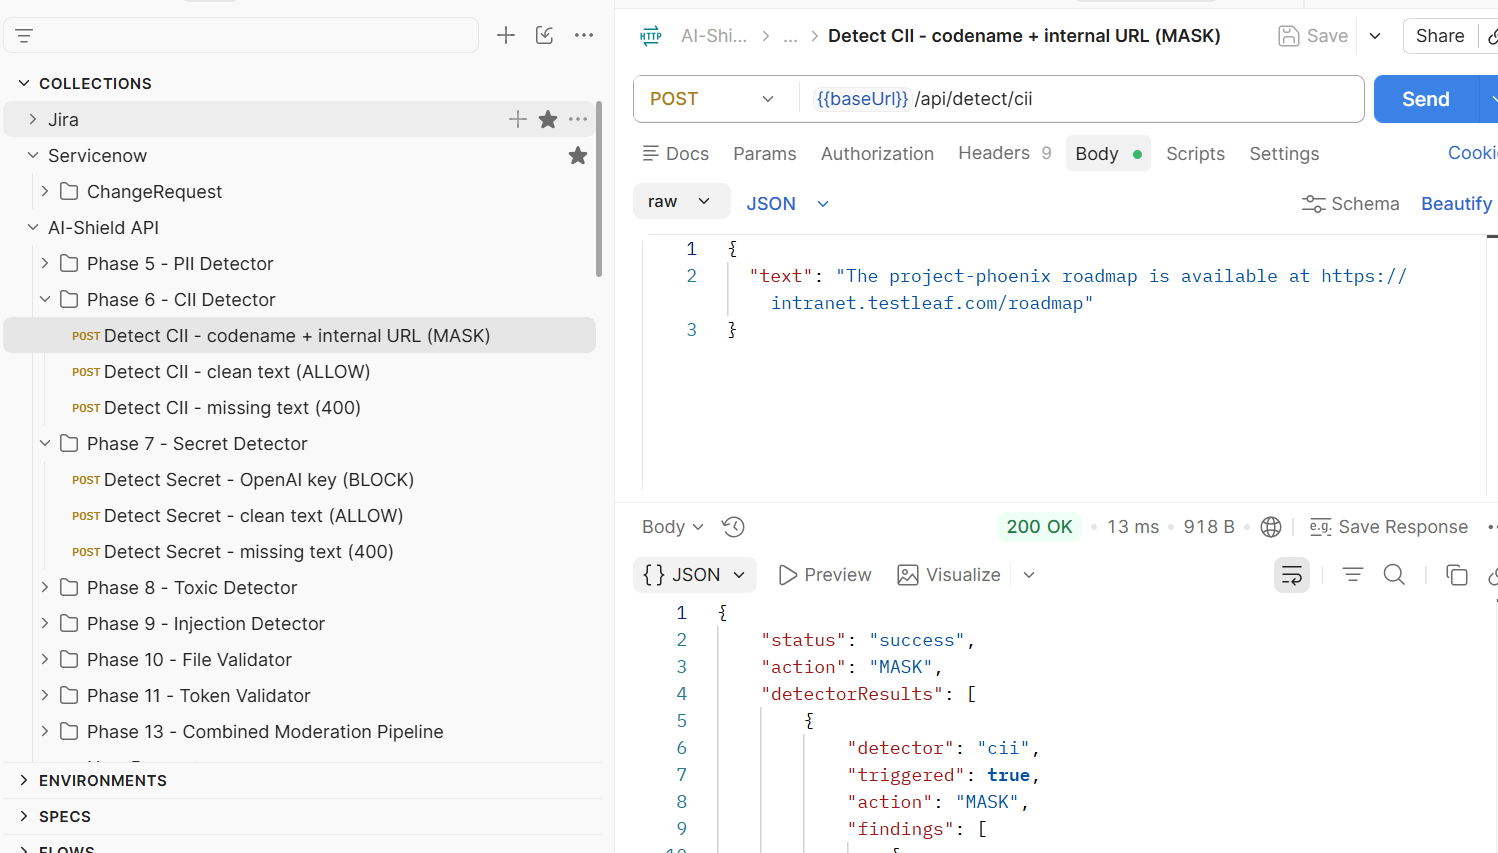 COLLECTIONS
Jira
Servicenow
ChangeRequest
AI-Shield API
Phase 5 - PII Detector
Phase 6 - CII Detector
POST Detect CII - codename + internal URL (MASK)
POST Detect CII - clean text (ALLOW)
POST Detect CII - missing text (400)
Phase 7 - Secret Detector
POST Detect Secret - OpenAI key (BLOCK)
POST Detect Secret - clean text (ALLOW)
POST Detect Secret - missing text (400)
Phase 8 - Toxic Detector
Phase 9 - Injection Detector
Phase 10 - File Validator
Phase 11 - Token Validator
Phase 13 - Combined Moderation Pipeline
ENVIRONMENTS
SPECS
FLOWS
HTTP AI-Shi... > ... > Detect CII - codename + internal URL (MASK) Save Share
POST {{baseUrl}} /api/detect/cii Send
Docs Params Authorization Headers 9 Body Scripts Settings Cooki
raw JSON Schema Beautify
1 {
2 "text": "The project-phoenix roadmap is available at https://
intranet.testleaf.com/roadmap"
3 }
Body 200 OK 13 ms 918 B e.g. Save Response
{} JSON Preview Visualize
1 {
2 "status": "success",
3 "action": "MASK",
4 "detectorResults": [
5 {
6 "detector": "cii",
7 "triggered": true,
8 "action": "MASK",
9 "findings": [
10 {